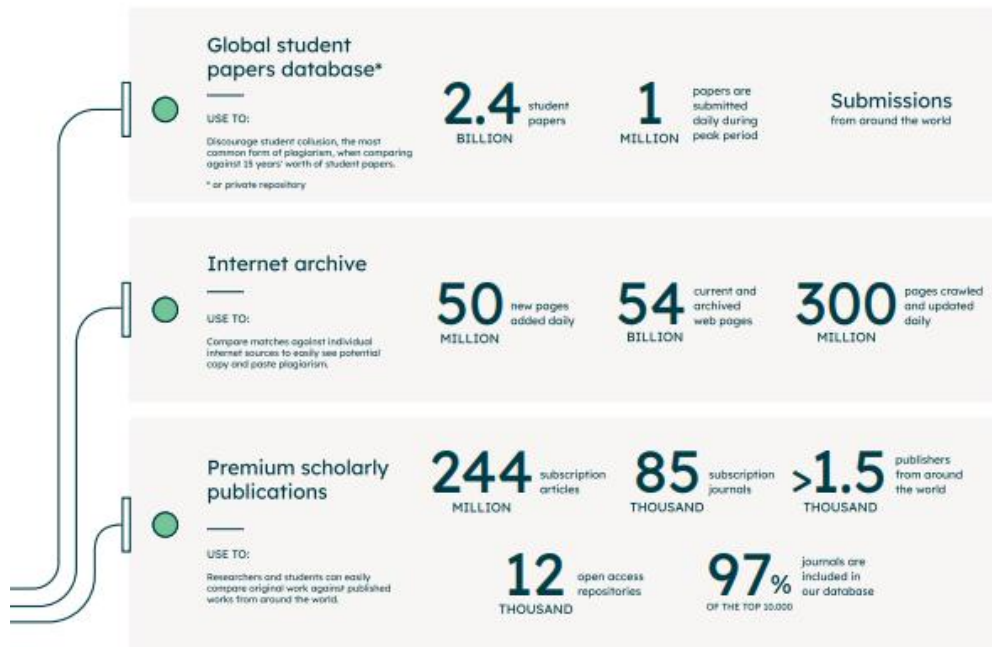 Global student
papers database*
USE TO:
Discourage student collusion, the most
common form of plagiarism, when comparing
against 15 years' worth of student papers.
* or private repository
2.4
BILLION
student
papers
1
MILLION
papers are
submitted
daily during
peak period
Submissions
from around the world
Internet archive
USE TO:
Compare matches against individual
internet sources to easily see potential
copy and paste plagiarism.
50
MILLION
new pages
added daily
54
BILLION
current and
archived
web pages
300
MILLION
pages crawled
and updated
daily
Premium scholarly
publications
USE TO:
Researchers and students can easily
compare original work against published
works from around the world.
244
MILLION
subscription
articles
85
THOUSAND
subscription
journals
>1.5
THOUSAND
publishers
from around
the world
12
THOUSAND
open access
repositories
97%
OF THE TOP 10,000
journals are
included in
our database